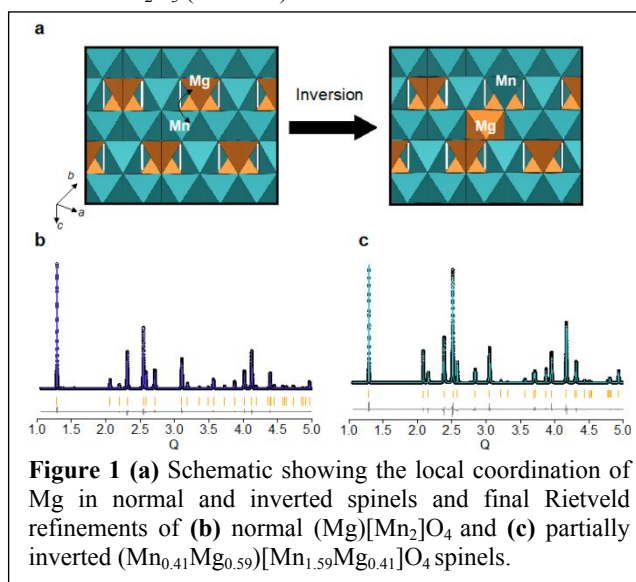 a
Mg
Mn
Inversion
Mn
Mg
b
a
c
b
c
1.0 1.5 2.0 2.5 3.0 3.5 4.0 4.5 5.0
Q
1.0 1.5 2.0 2.5 3.0 3.5 4.0 4.5 5.0
Q
Figure 1 (a) Schematic showing the local coordination of
Mg in normal and inverted spinels and final Rietveld
refinements of (b) normal (Mg)[Mn₂]O₄ and (c) partially
inverted (Mn₀.₄₁Mg₀.₅₉)[Mn₁.₅₉Mg₀.₄₁]O₄ spinels.